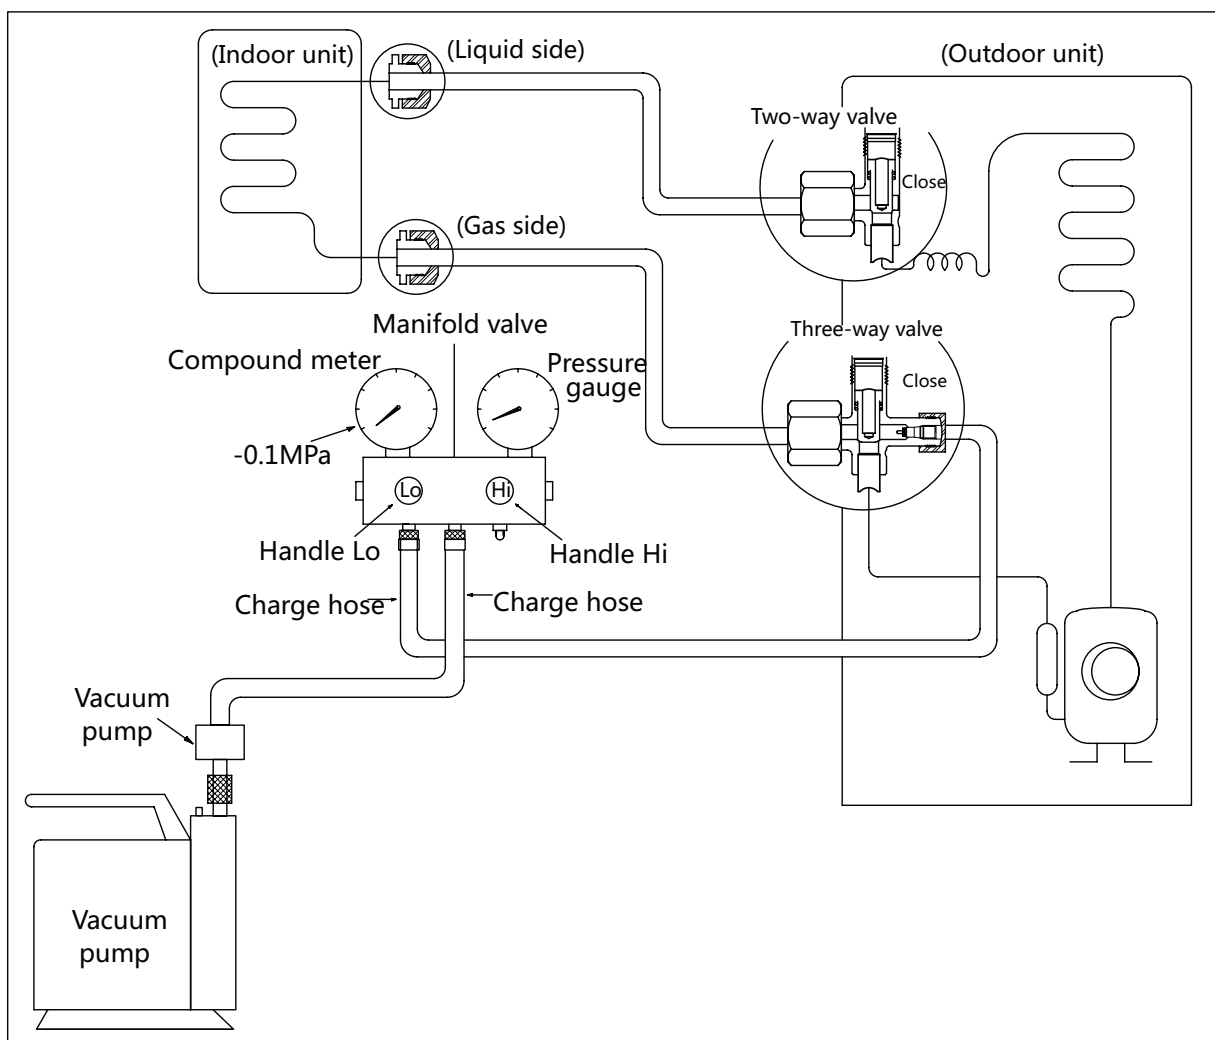 (Indoor unit)
(Liquid side)
(Outdoor unit)
Two-way valve
Close
(Gas side)
Manifold valve
Three-way valve
Compound meter
Pressure
gauge
Close
-0.1MPa
Lo
Hi
Handle Lo
Handle Hi
Charge hose
Charge hose
Vacuum
pump
Vacuum
pump